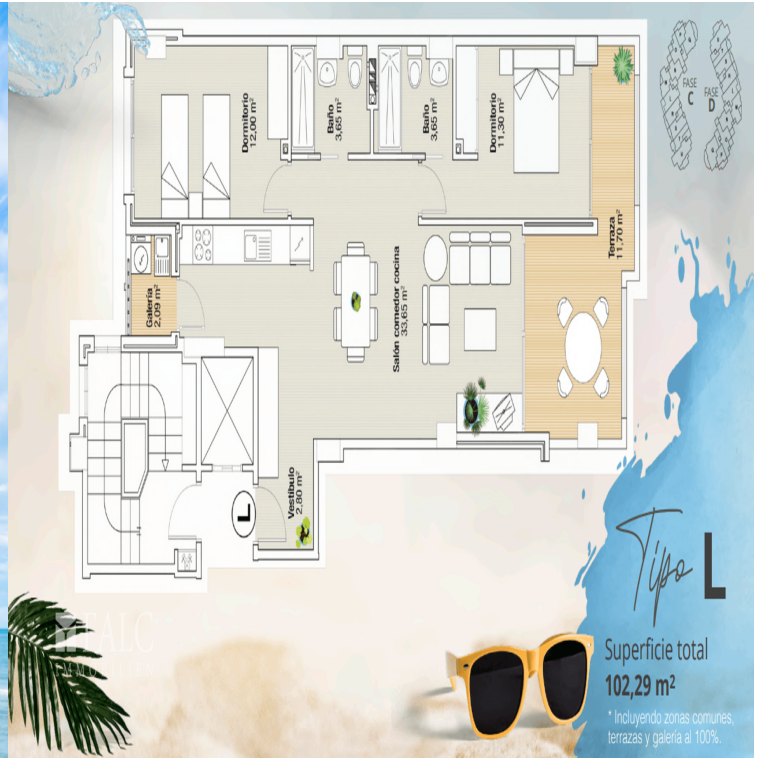 Dormitorio
12,00 m²
Baño
3,65 m²
Baño
3,65 m²
Dormitorio
11,30 m²
FASE
C
FASE
D
Terraza
11,70 m²
Galería
2,09 m²
Salón comedor cocina
33,65 m²
Vestíbulo
2,80 m²
L
Tipo L
Superficie total
102,29 m²
* Incluyendo zonas comunes,
terrazas y galería al 100%.